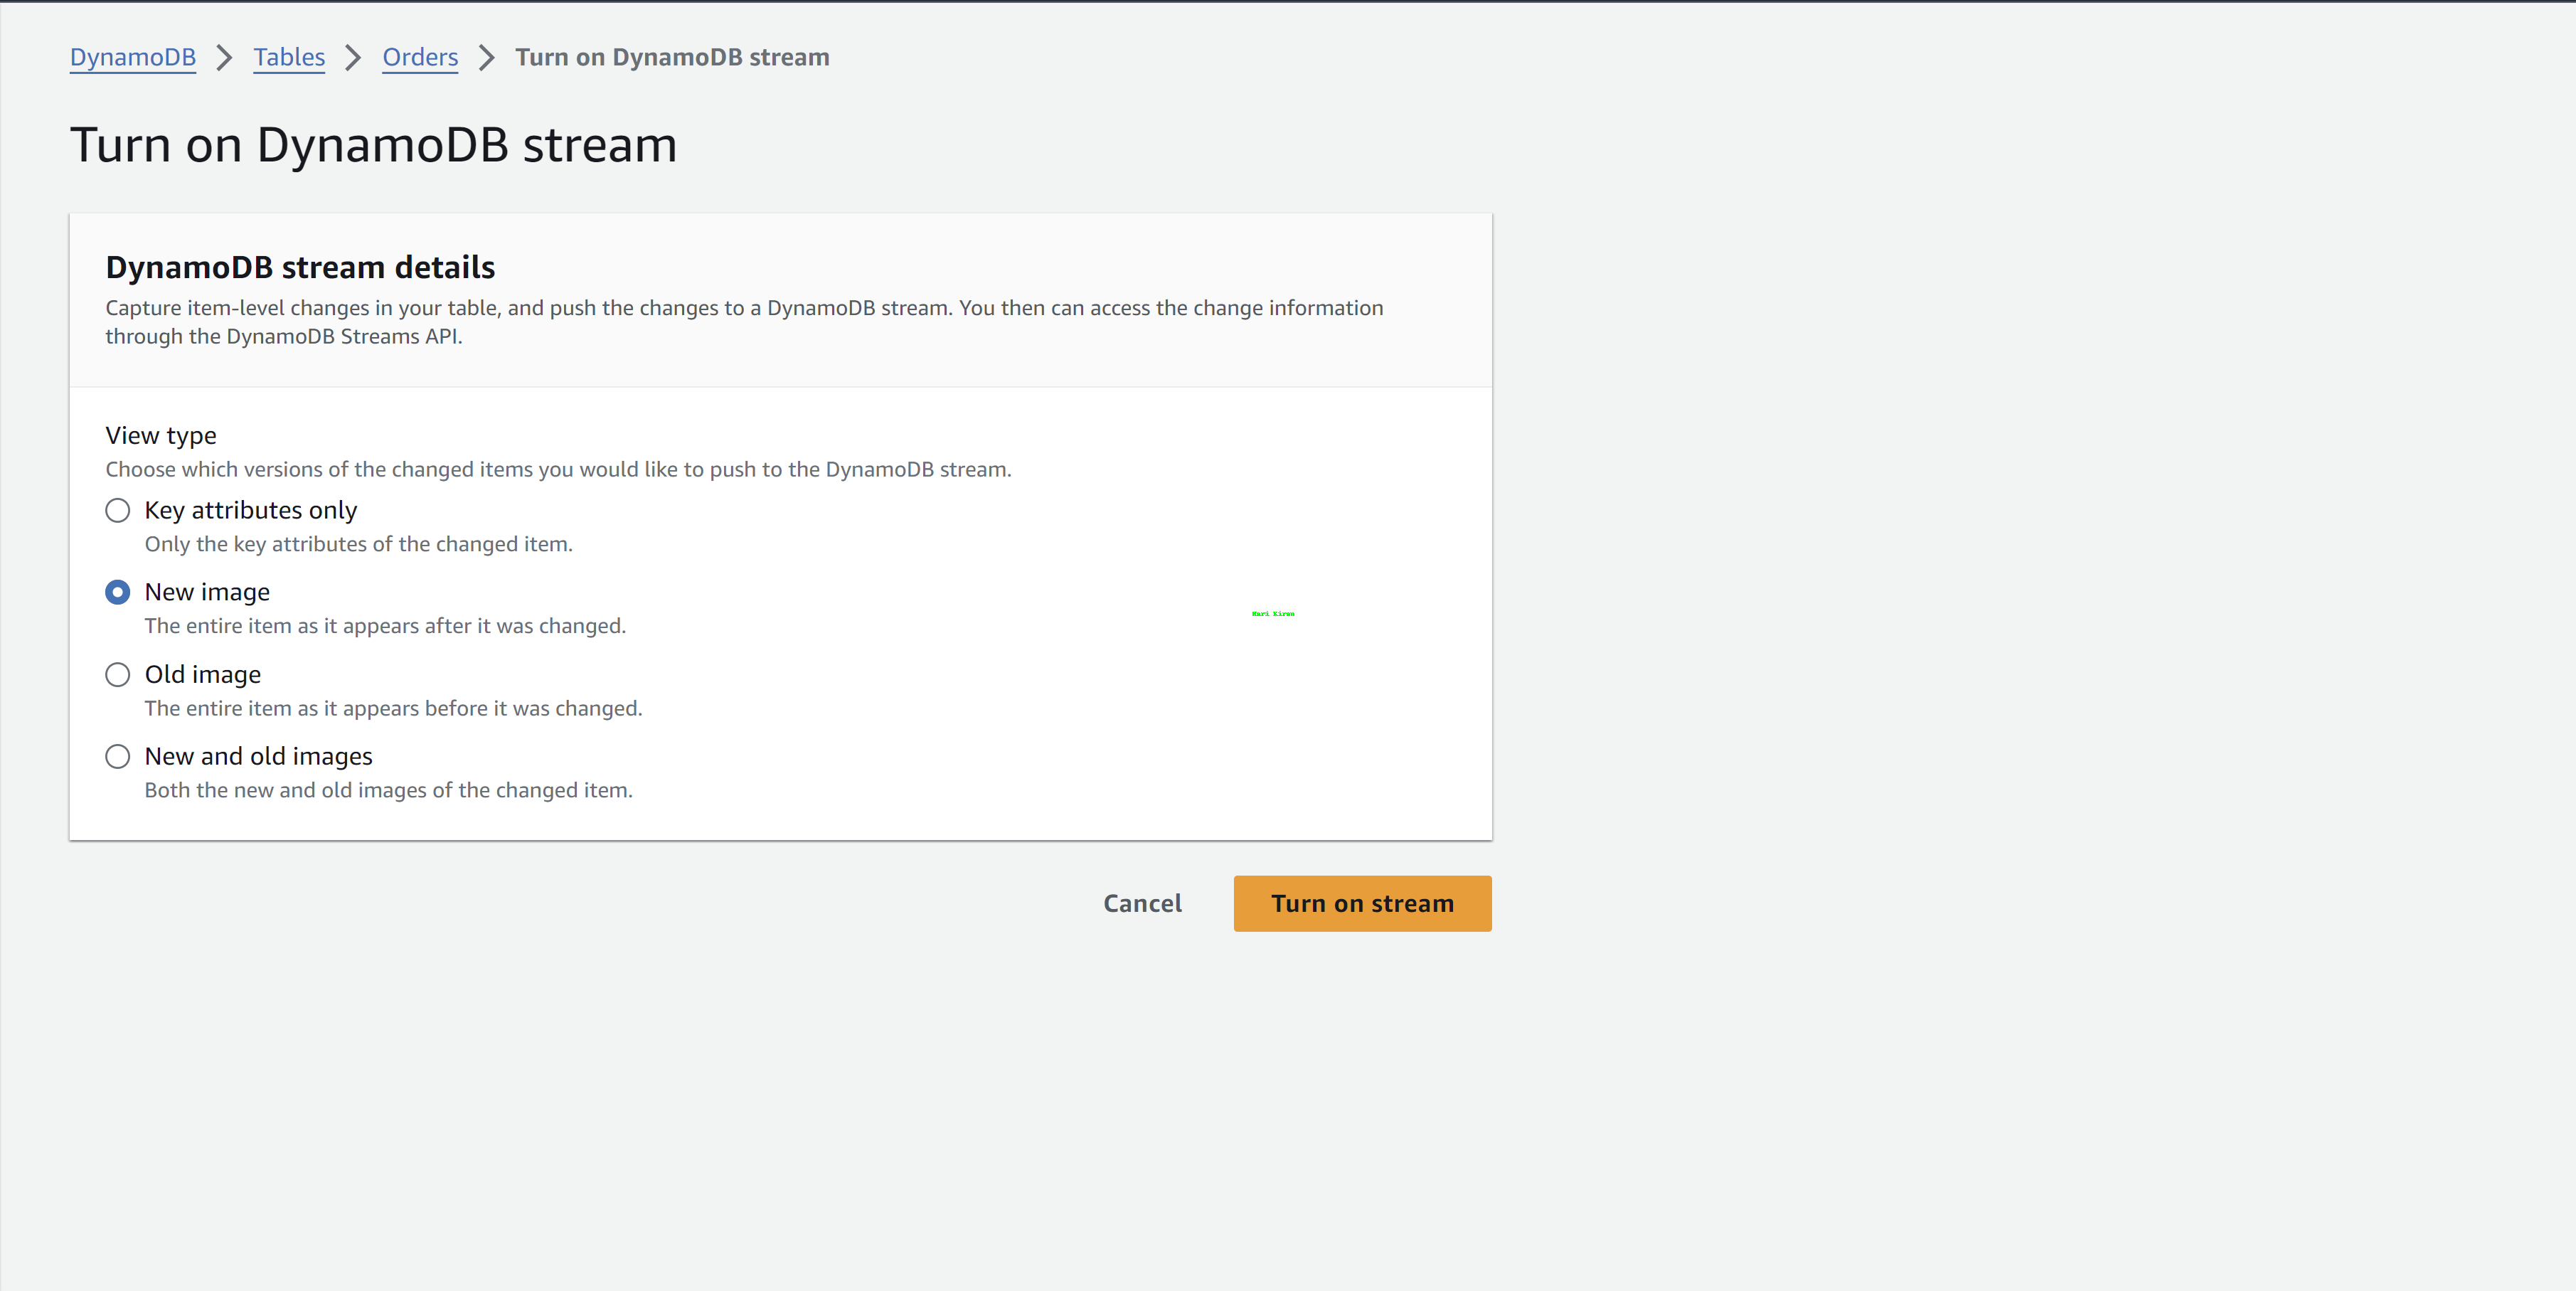 DynamoDB > Tables > Orders > Turn on DynamoDB stream
Turn on DynamoDB stream
DynamoDB stream details
Capture item-level changes in your table, and push the changes to a DynamoDB stream. You then can access the change information
through the DynamoDB Streams API.
View type
Choose which versions of the changed items you would like to push to the DynamoDB stream.
Key attributes only
Only the key attributes of the changed item.
New image
The entire item as it appears after it was changed.
Hari Kiran
Old image
The entire item as it appears before it was changed.
New and old images
Both the new and old images of the changed item.
Cancel
Turn on stream